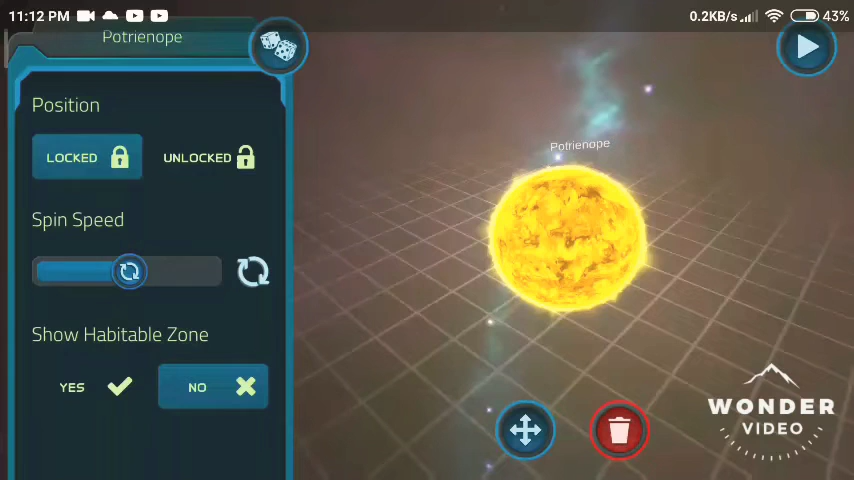 11:12 PM
0.2KB/s
43%
Potrienope
Position
LOCKED
UNLOCKED
Spin Speed
Show Habitable Zone
YES
NO
Potrienope
WONDER
VIDEO